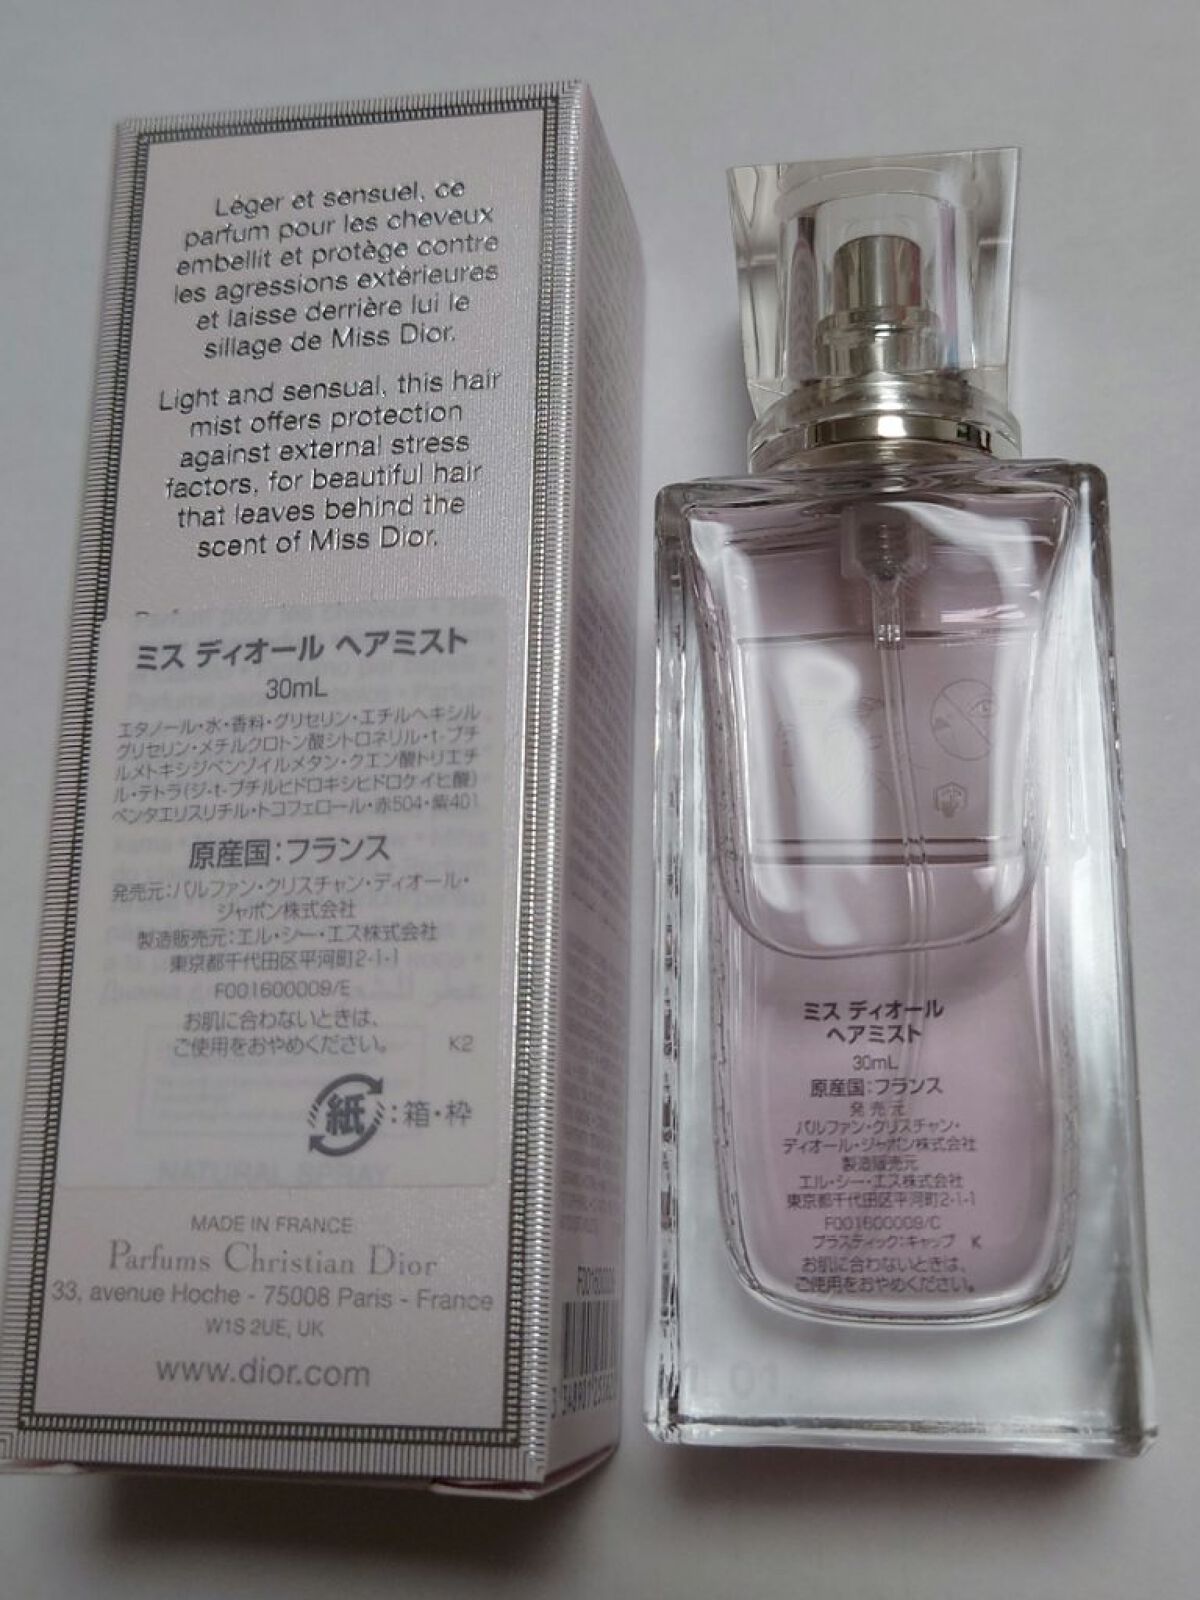 Léger et sensuel, ce
parfum pour les cheveux
embellit et protège contre
les agressions extérieures
et laisse derrière lui le
sillage de Miss Dior.
Light and sensual, this hair
mist offers protection
against external stress
factors, for beautiful hair
that leaves behind the
scent of Miss Dior.
ミス ディオール ヘアミスト
30mL
エタノール・水・香料・グリセリン・エチルヘキシル
グリセリン・メチルクロトン酸シトロネリル・t-ブチ
ルメトキシジベンゾイルメタン・クエン酸トリエチ
ル・テトラ(ジ-t-ブチルヒドロキシヒドロケイヒ酸)
ペンタエリスリチル・トコフェロール・赤504・紫401
原産国:フランス
発売元:パルファン・クリスチャン・ディオール・
ジャポン株式会社
製造販売元:エル・シー・エス株式会社
東京都千代田区平河町2-1-1
F001600009/E
お肌に合わないときは、
ご使用をおやめください。 K2
紙:箱・枠
NATURAL SPRAY
MADE IN FRANCE
Parfums Christian Dior
33, avenue Hoche - 75008 Paris - France
W1S 2UE, UK
www.dior.com
ミス ディオール
ヘアミスト
30mL
原産国:フランス
発売元
パルファン・クリスチャン・
ディオール・ジャポン株式会社
製造販売元
エル・シー・エス株式会社
東京都千代田区平河町2-1-1
F001600009/C
プラスティック:キャップ K
お肌に合わないときは、
ご使用をおやめください。